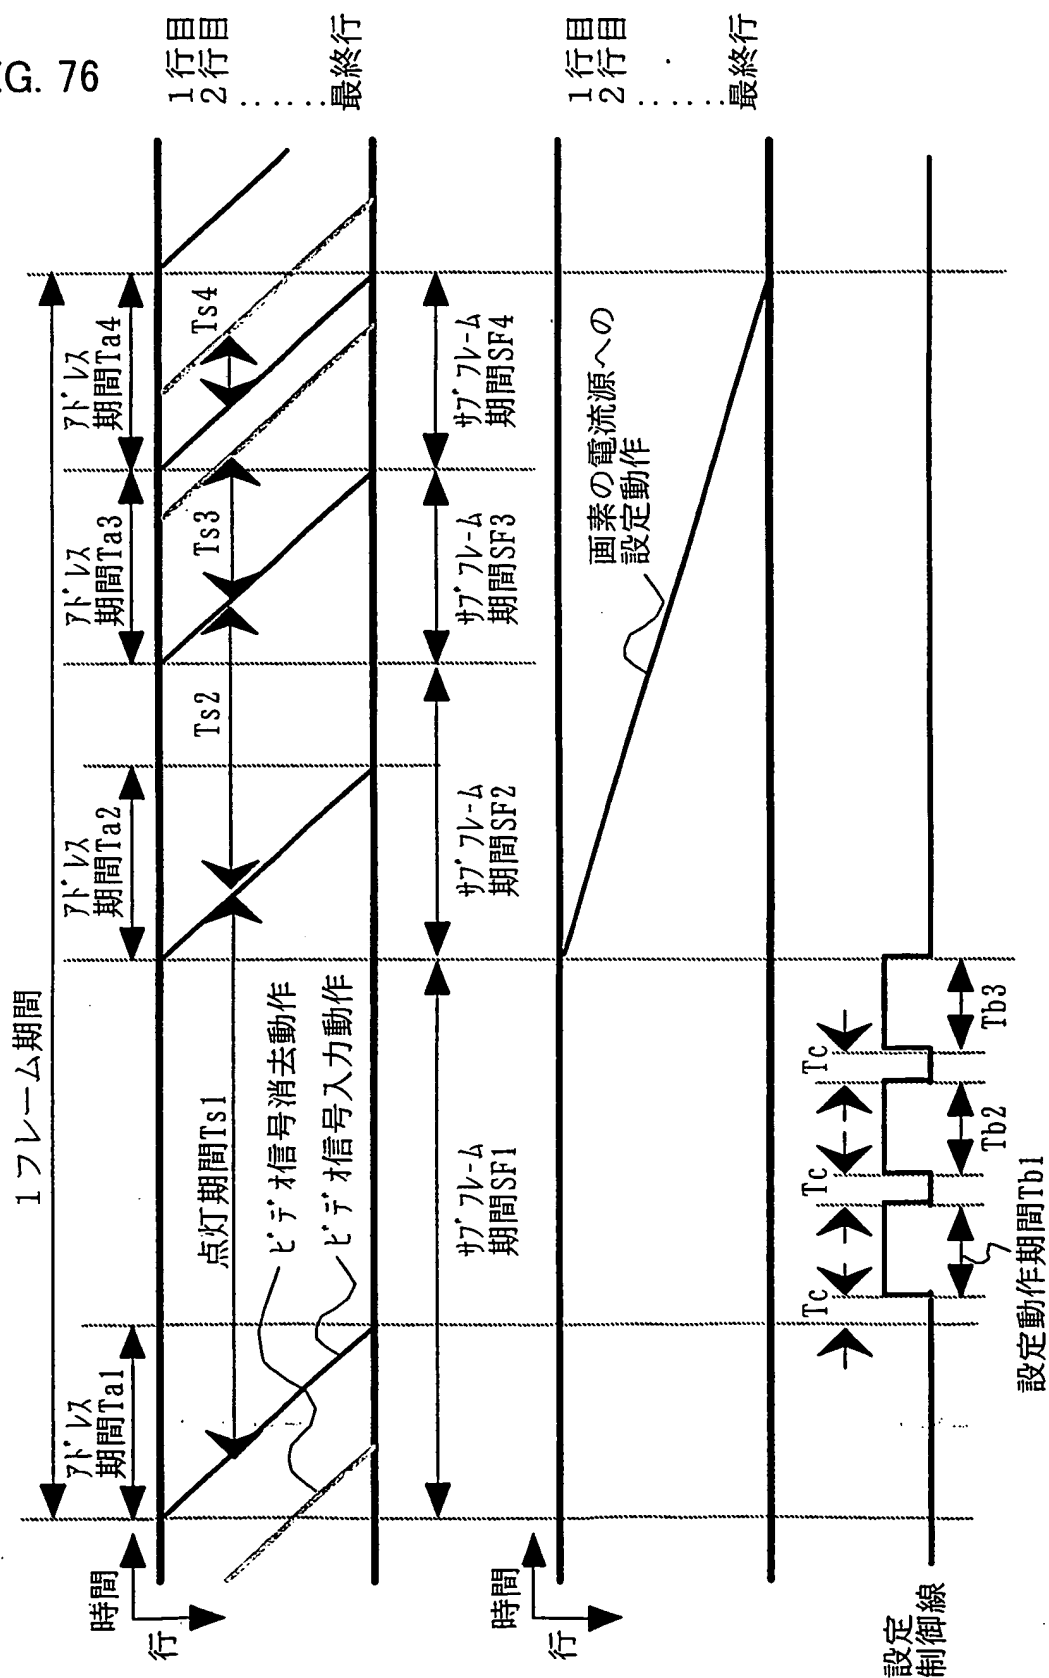 G. 76
1フレーム期間
アドレス
期間Ta1
アドレス
期間Ta2
アドレス
期間Ta3
アドレス
期間Ta4
時間
行
点灯期間Ts1
Ts2
Ts3
Ts4
1行目
2行目
......
最終行
ビデオ信号消去動作
ビデオ信号入力動作
サブフレーム
期間SF1
サブフレーム
期間SF2
サブフレーム
期間SF3
サブフレーム
期間SF4
時間
行
画素の電流源への
設定動作
1行目
2行目
......
最終行
Tc
Tc
Tc
設定
制御線
設定動作期間Tb1
Tb2
Tb3